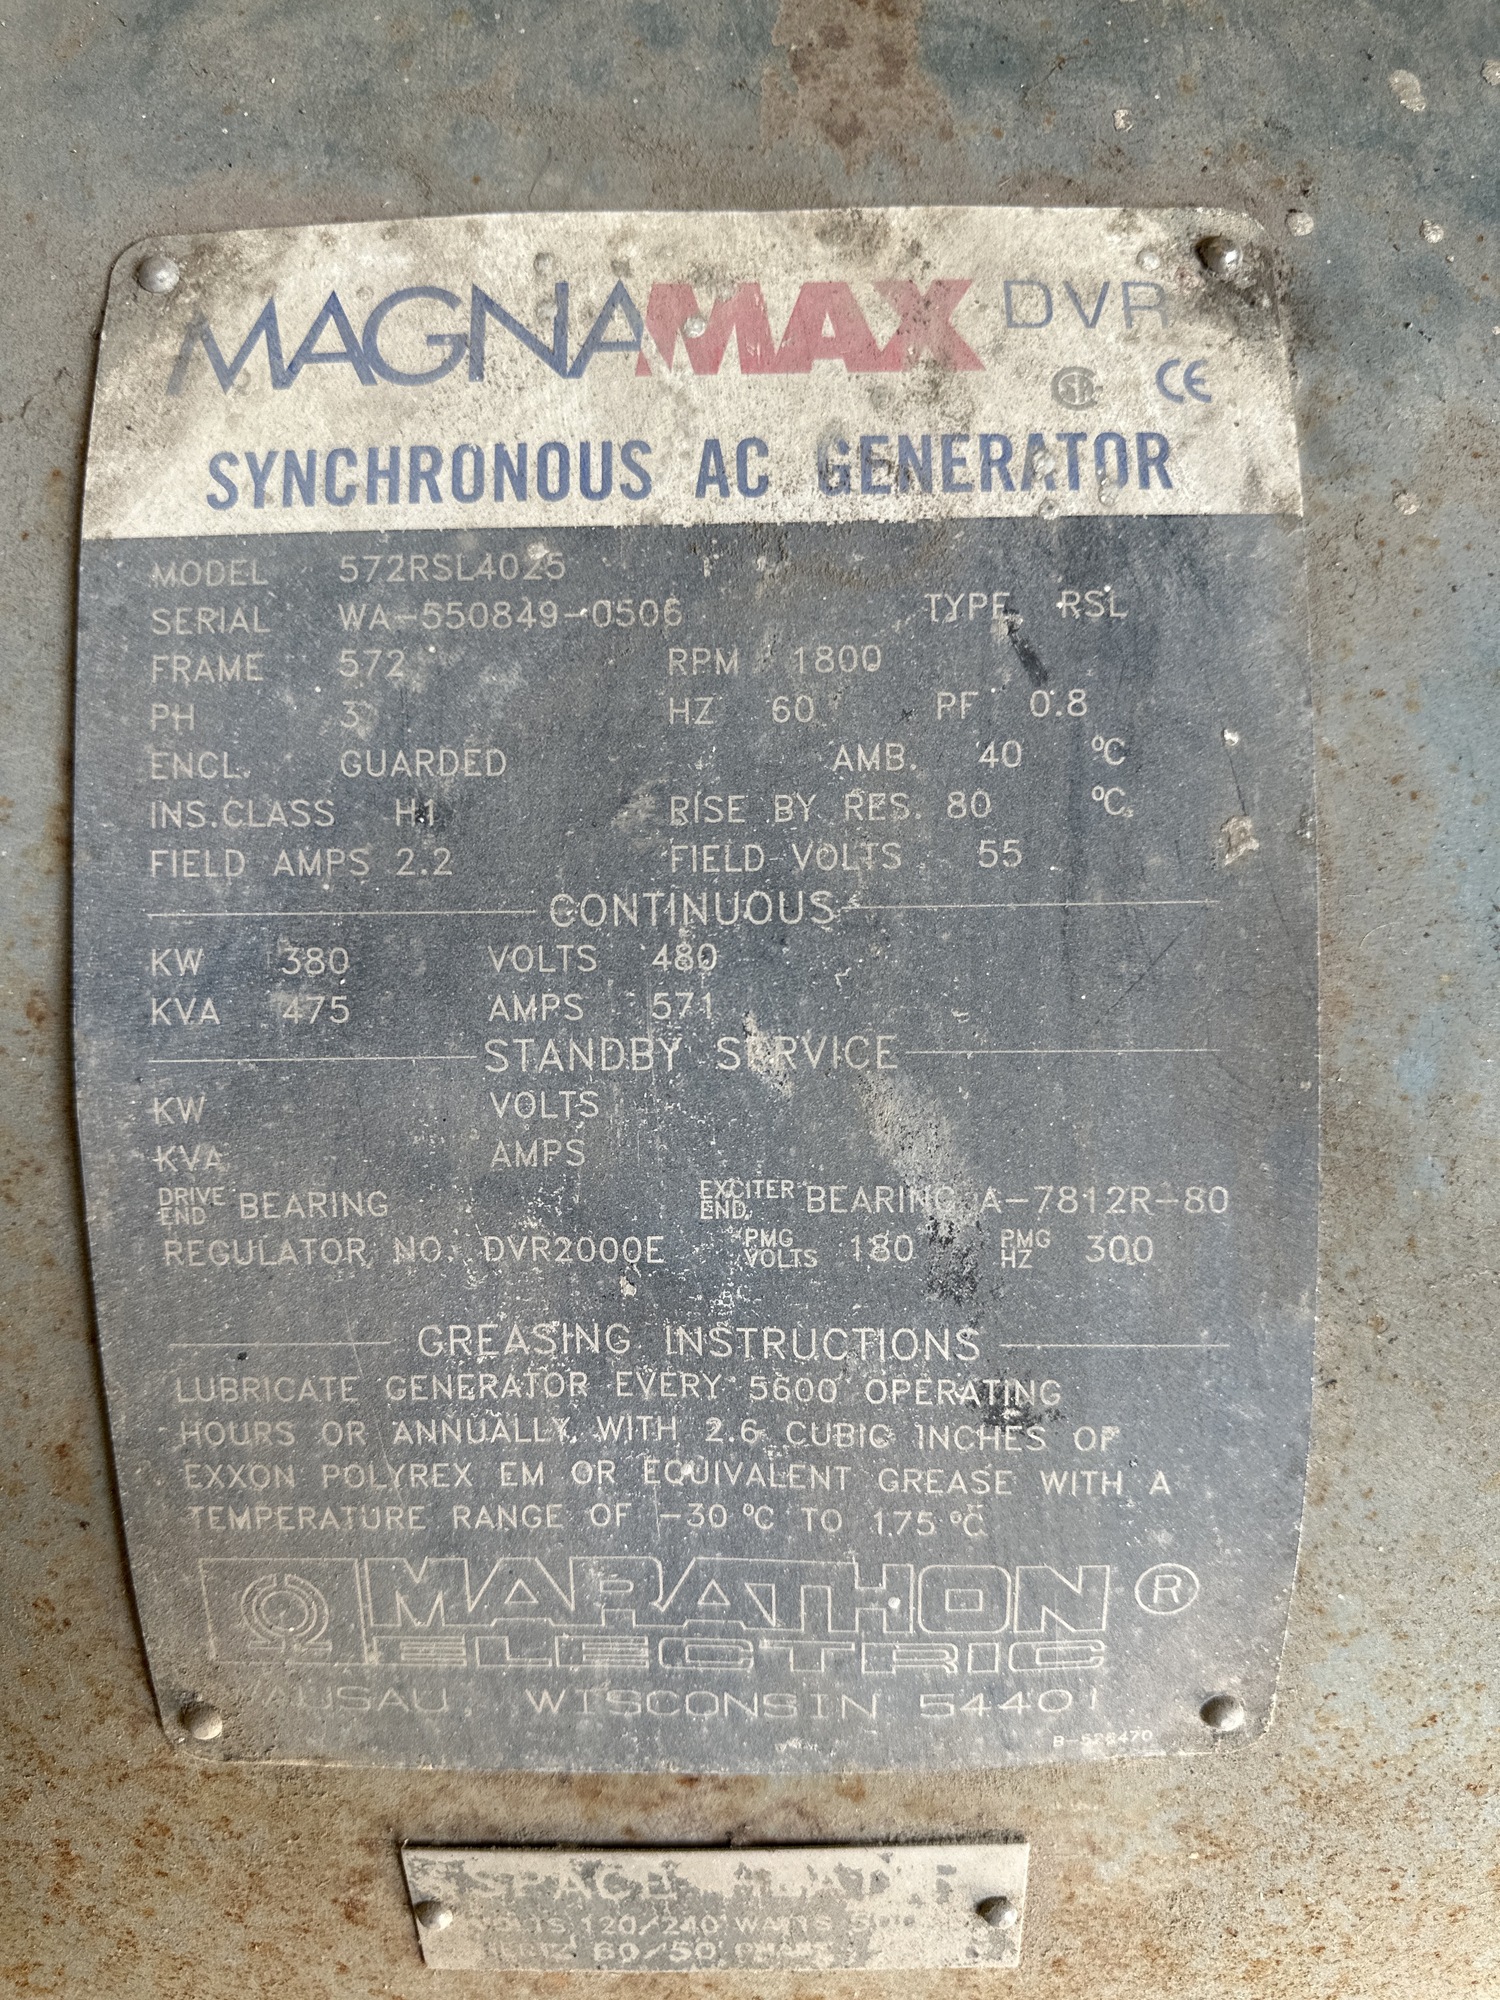 MAGNAMAX DVR
CSA CE
SYNCHRONOUS AC GENERATOR
MODEL 572RSL4025
SERIAL WA-550849-0506 TYPE RSL
FRAME 572 RPM 1800
PH 3 HZ 60 PF 0.8
ENCL. GUARDED AMB. 40 °C
INS.CLASS H1 RISE BY RES. 80 °C
FIELD AMPS 2.2 FIELD VOLTS 55
CONTINUOUS
KW 380 VOLTS 480
KVA 475 AMPS 571
STANDBY SERVICE
KW VOLTS
KVA AMPS
DRIVE END BEARING EXCITER END BEARING A-7812R-80
REGULATOR NO. DVR2000E PMG VOLTS 180 PMG HZ 300
GREASING INSTRUCTIONS
LUBRICATE GENERATOR EVERY 5600 OPERATING
HOURS OR ANNUALLY, WITH 2.6 CUBIC INCHES OF
EXXON POLYREX EM OR EQUIVALENT GREASE WITH A
TEMPERATURE RANGE OF -30 °C TO 175 °C
MARATHON ®
ELECTRIC
WAUSAU, WISCONSIN 54401
SPACE HEATER
VOLTS 120/240 WATTS
HERTZ 60/50 PHASE